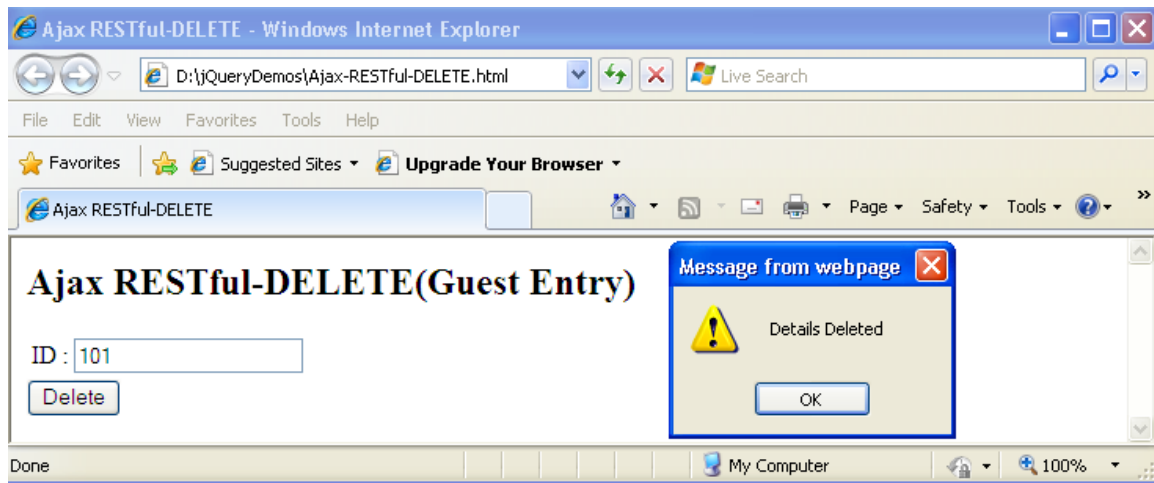 Ajax RESTful-DELETE - Windows Internet Explorer
D:\jQueryDemos\Ajax-RESTful-DELETE.html
Live Search
File Edit View Favorites Tools Help
Favorites Suggested Sites Upgrade Your Browser
Ajax RESTful-DELETE
Page Safety Tools »
Ajax RESTful-DELETE(Guest Entry)
ID : 101
Delete
Message from webpage
Details Deleted
OK
Done My Computer 100%